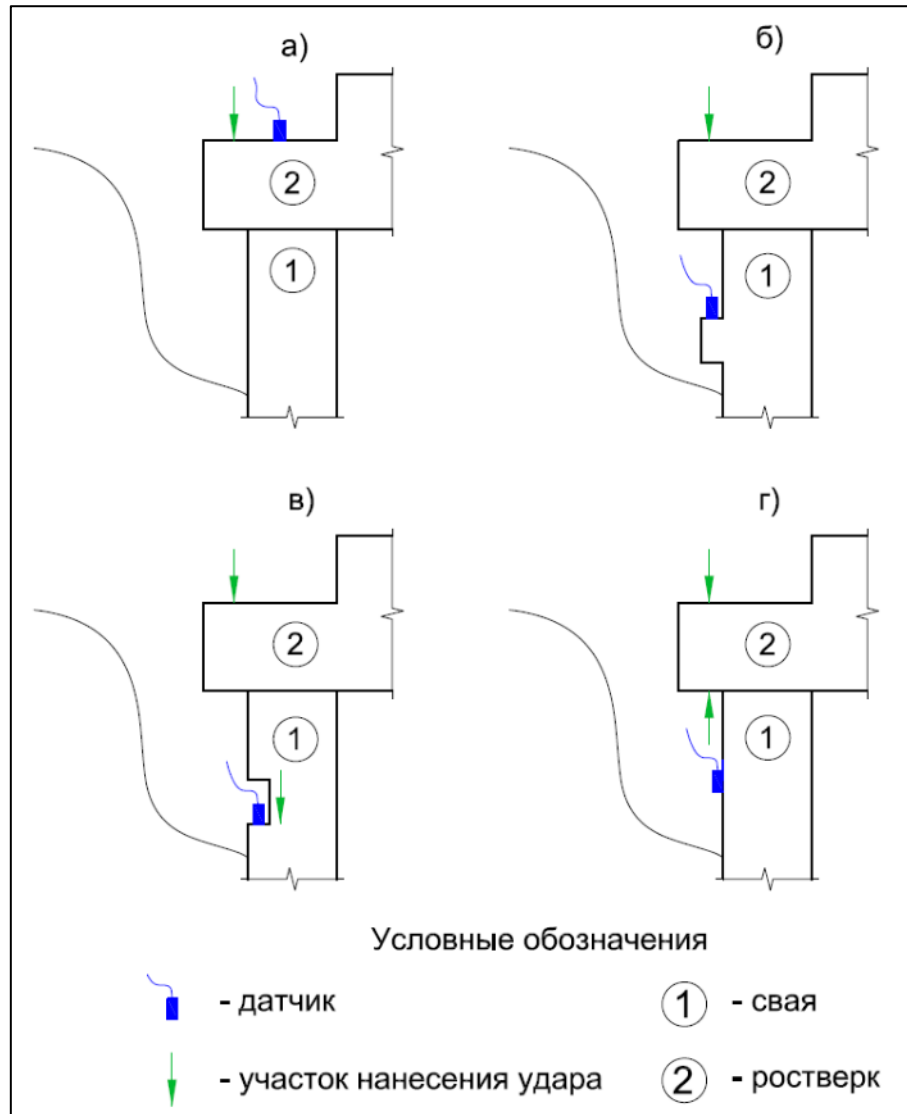 а) б)
2 2
1 1
в) г)
2 2
1 1
Условные обозначения
- датчик 1 - свая
- участок нанесения удара 2 - ростверк